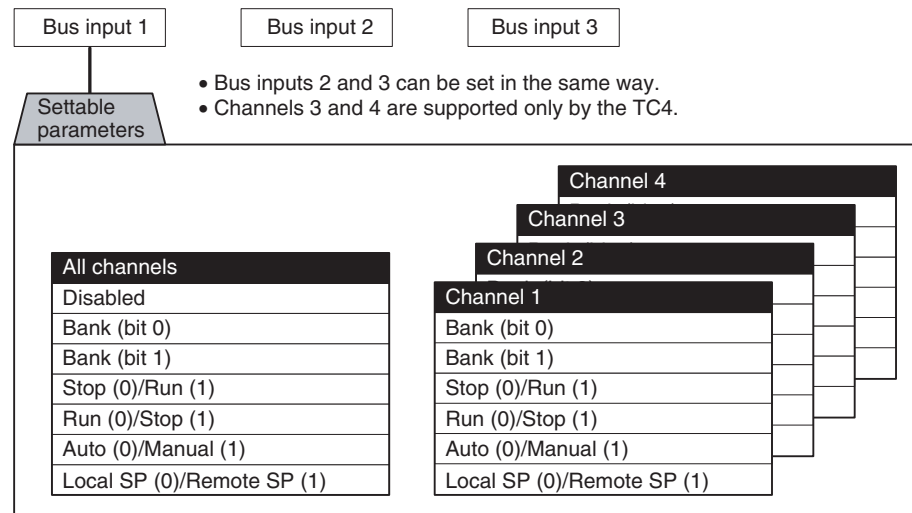 Bus input 1
Bus input 2
Bus input 3
• Bus inputs 2 and 3 can be set in the same way.
• Channels 3 and 4 are supported only by the TC4.
Settable
parameters
All channels
Disabled
Bank (bit 0)
Bank (bit 1)
Stop (0)/Run (1)
Run (0)/Stop (1)
Auto (0)/Manual (1)
Local SP (0)/Remote SP (1)
Channel 4
Channel 3
Channel 2
Channel 1
Bank (bit 0)
Bank (bit 1)
Stop (0)/Run (1)
Run (0)/Stop (1)
Auto (0)/Manual (1)
Local SP (0)/Remote SP (1)